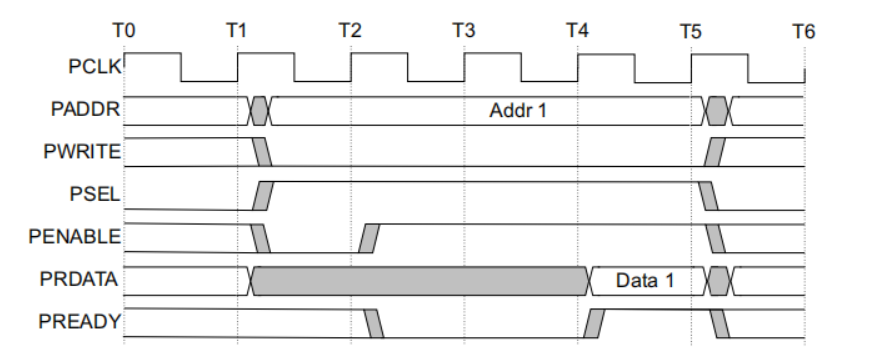 T0 T1 T2 T3 T4 T5 T6
PCLK
PADDR Addr 1
PWRITE
PSEL
PENABLE
PRDATA Data 1
PREADY